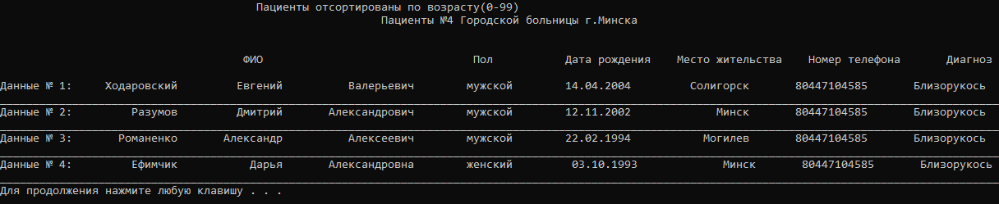 Пациенты отсортированы по возрасту(0-99)
Пациенты №4 Городской больницы г.Минска
ФИО Пол Дата рождения Место жительства Номер телефона Диагноз
Данные № 1: Ходаровский Евгений Валерьевич мужской 14.04.2004 Солигорск 80447104585 Близорукось
Данные № 2: Разумов Дмитрий Александрович мужской 12.11.2002 Минск 80447104585 Близорукось
Данные № 3: Романенко Александр Алексеевич мужской 22.02.1994 Могилев 80447104585 Близорукось
Данные № 4: Ефимчик Дарья Александровна женский 03.10.1993 Минск 80447104585 Близорукось
Для продолжения нажмите любую клавишу . . .